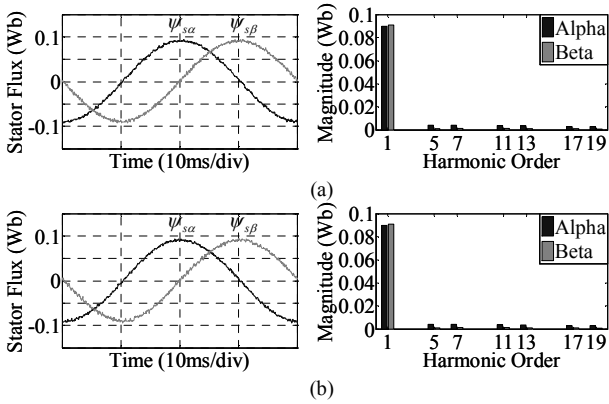 Stator Flux (Wb)
0.1
0
-0.1
ψsα
ψsβ
Time (10ms/div)
Magnitude (Wb)
0.1
0.08
0.06
0.04
0.02
0
Alpha
Beta
1 5 7 11 13 17 19
Harmonic Order
(a)
Stator Flux (Wb)
0.1
0
-0.1
ψsα
ψsβ
Time (10ms/div)
Magnitude (Wb)
0.1
0.08
0.06
0.04
0.02
0
Alpha
Beta
1 5 7 11 13 17 19
Harmonic Order
(b)